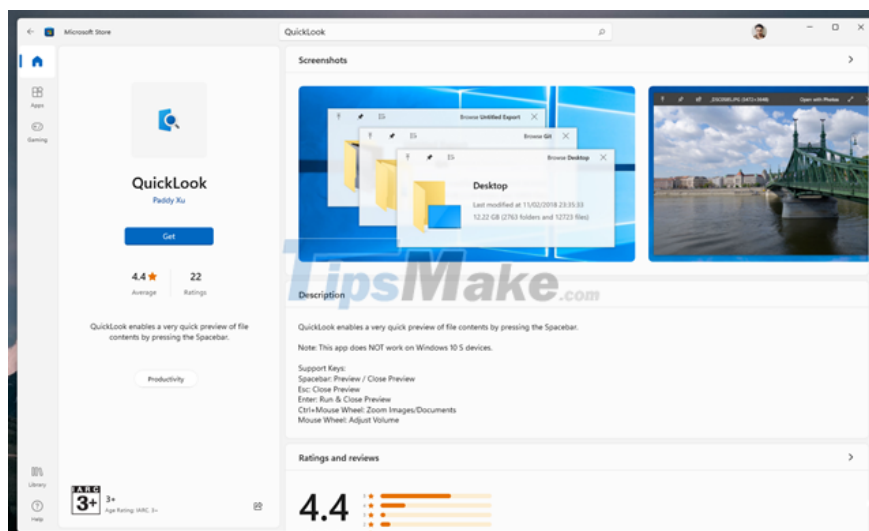 Microsoft Store
QuickLook
Screenshots
Apps
Gaming
Browse Untitled Export
Browse Git
Browse Desktop
Desktop
Last modified at 11/02/2018 23:35:33
12.22 GB (2763 folders and 12723 files)
Open with Photos
QuickLook
Paddy Xu
Get
4.4
22
Average
Ratings
QuickLook enables a very quick preview of file
contents by pressing the Spacebar.
Productivity
TipsMake.com
Description
QuickLook enables a very quick preview of file contents by pressing the Spacebar.
Note: This app does NOT work on Windows 10 S devices.
Support Keys:
Spacebar: Preview / Close Preview
Esc: Close Preview
Enter: Run & Close Preview
Ctrl+Mouse Wheel: Zoom Images/Documents
Mouse Wheel: Adjust Volume
Ratings and reviews
4.4
Library
Help
IARC
3+
3+
Age Rating: IARC. 3+